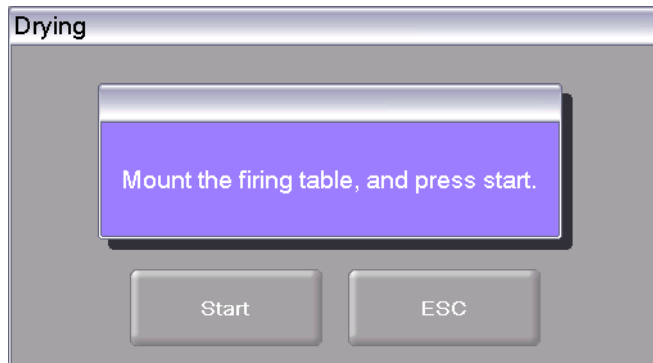 Drying
Mount the firing table, and press start.
Start
ESC